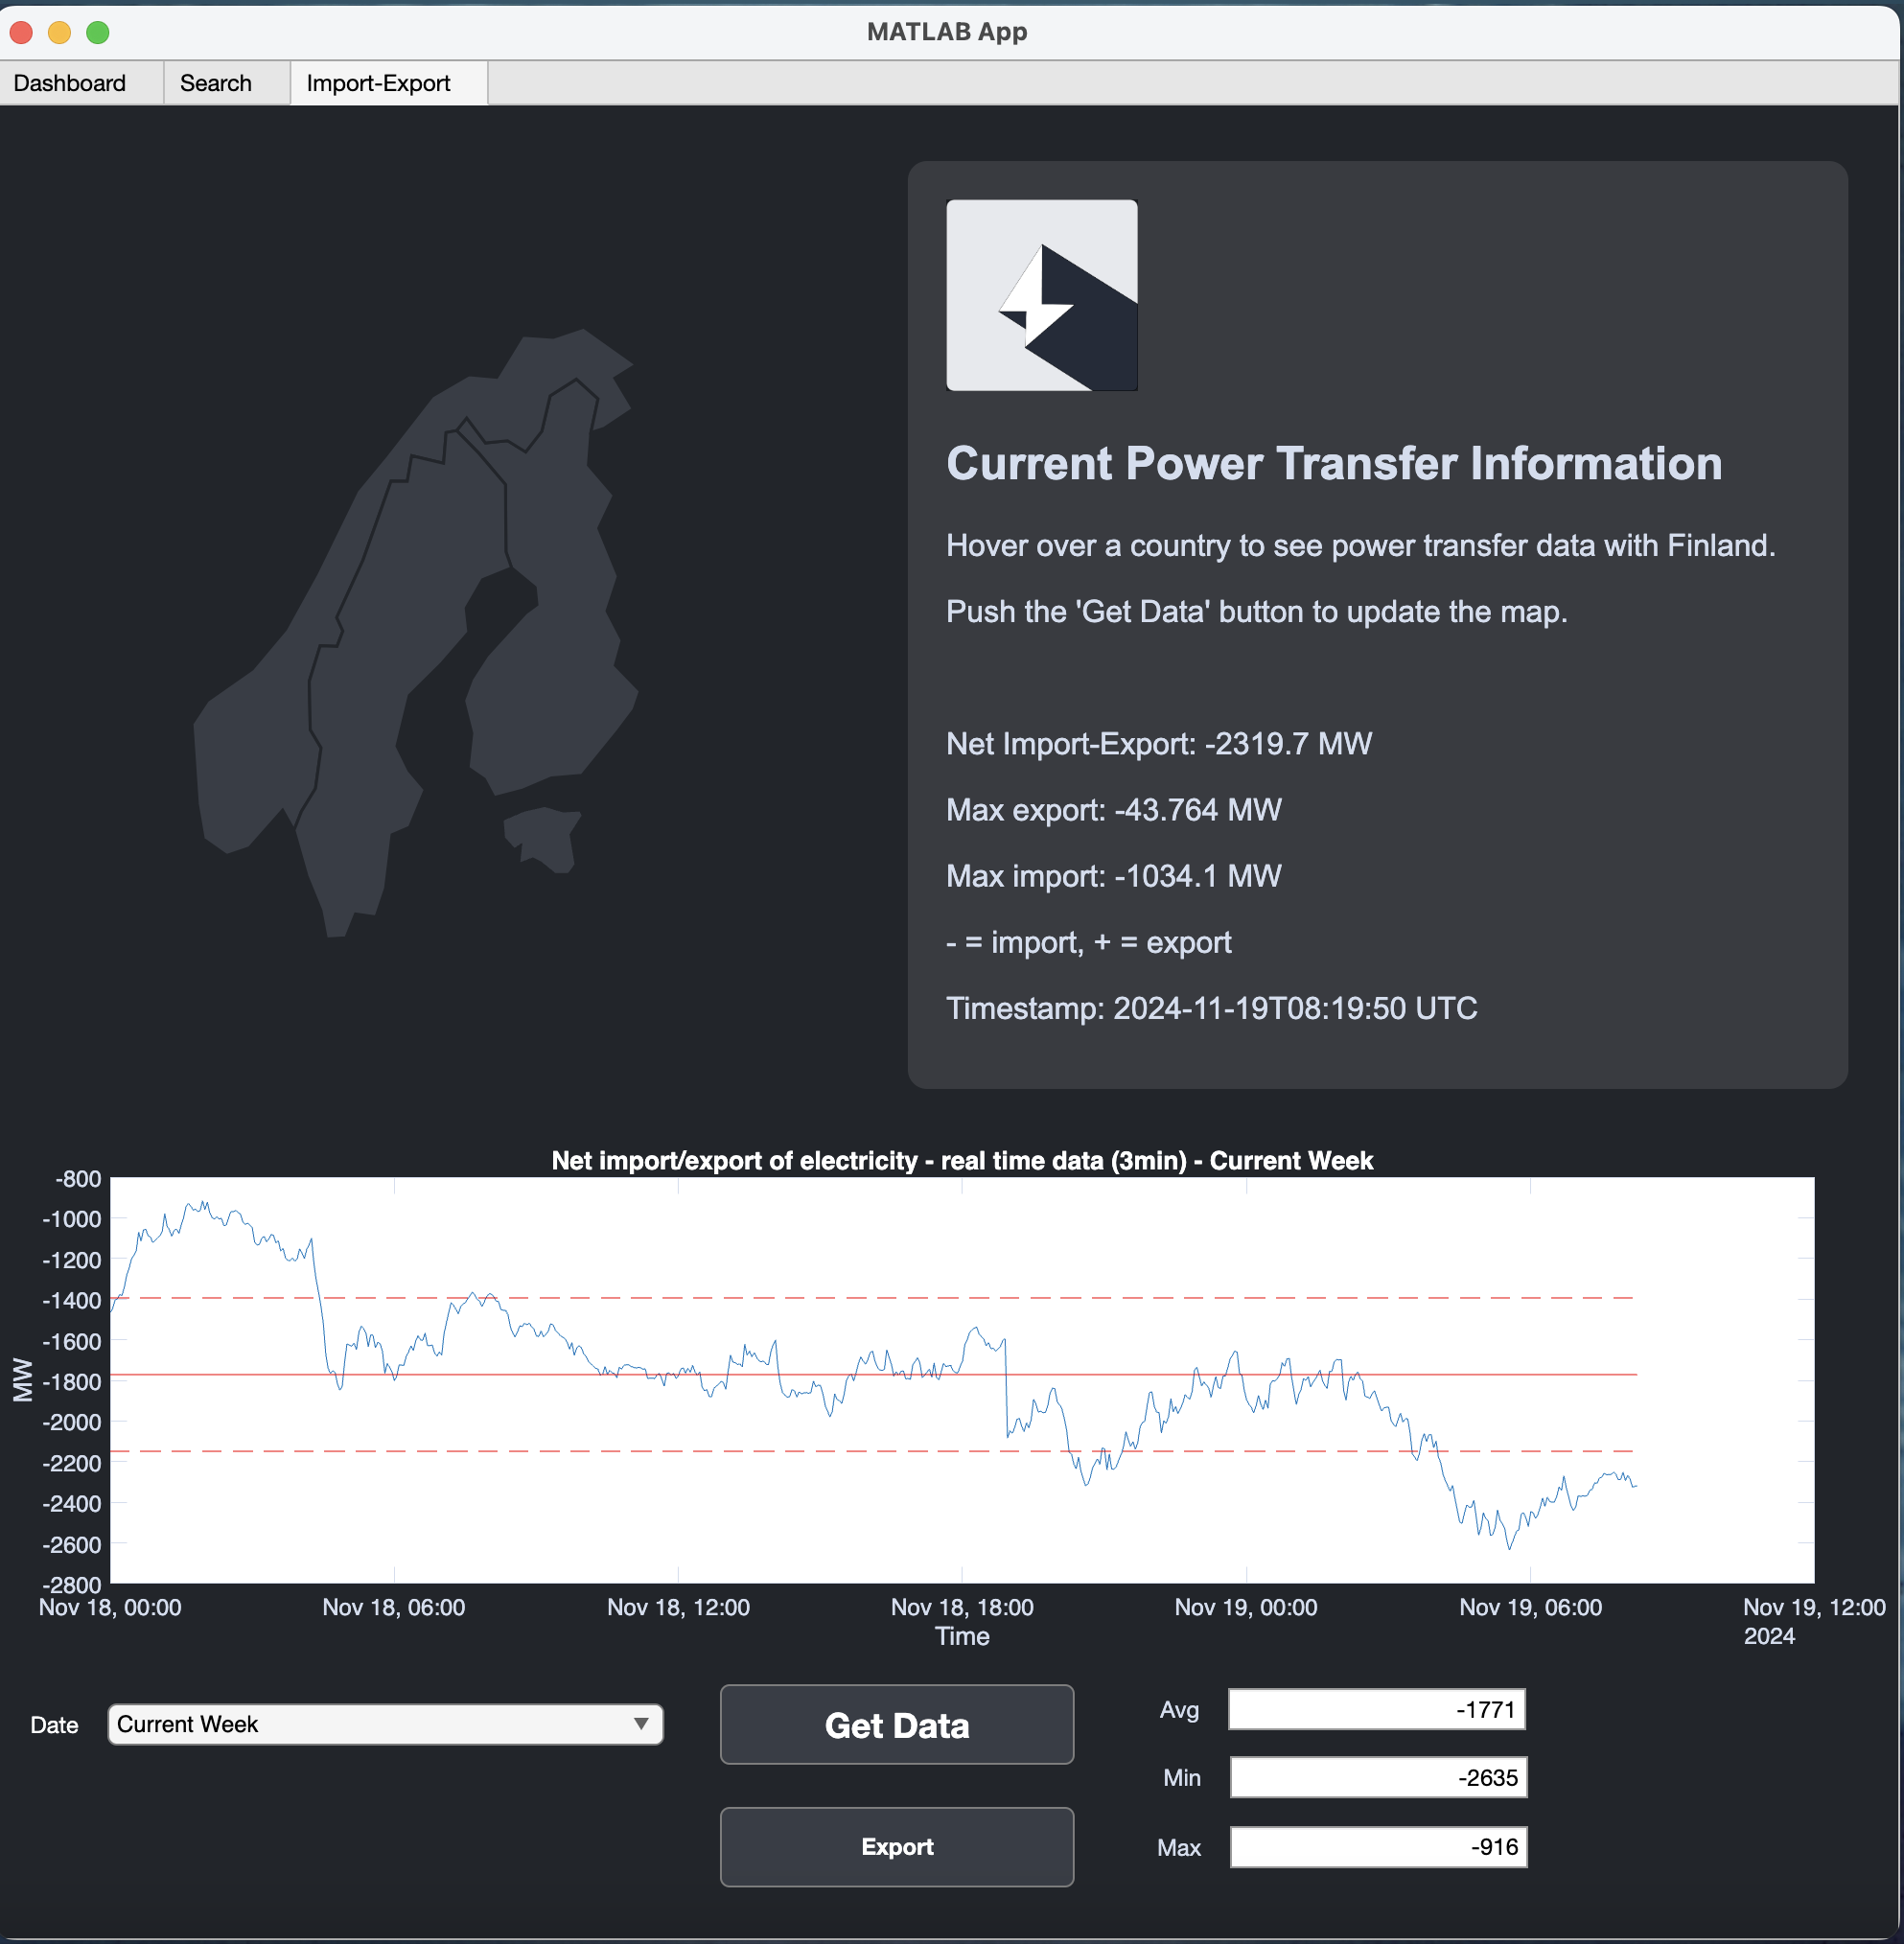 MATLAB App
Dashboard
Search
Import-Export
Current Power Transfer Information
Hover over a country to see power transfer data with Finland.
Push the 'Get Data' button to update the map.
Net Import-Export: -2319.7 MW
Max export: -43.764 MW
Max import: -1034.1 MW
- = import, + = export
Timestamp: 2024-11-19T08:19:50 UTC
Net import/export of electricity - real time data (3min) - Current Week
-800
-1000
-1200
-1400
-1600
-1800
-2000
-2200
-2400
-2600
-2800
MW
Nov 18, 00:00
Nov 18, 06:00
Nov 18, 12:00
Nov 18, 18:00
Nov 19, 00:00
Nov 19, 06:00
Nov 19, 12:00
Time
2024
Date
Current Week
Get Data
Export
Avg
-1771
Min
-2635
Max
-916